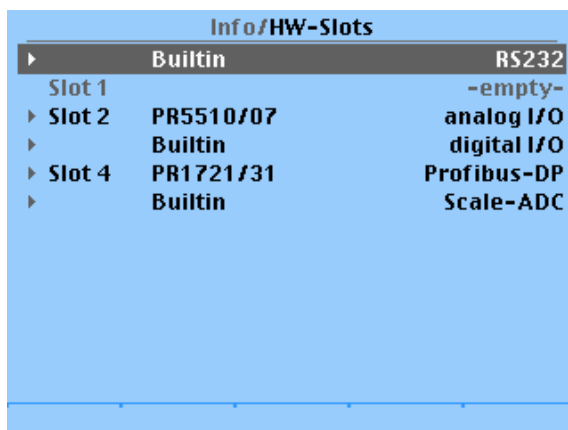 Info/HW-Slots
Builtin RS232
Slot 1 -empty-
Slot 2 PR5510/07 analog I/O
Builtin digital I/O
Slot 4 PR1721/31 Profibus-DP
Builtin Scale-ADC